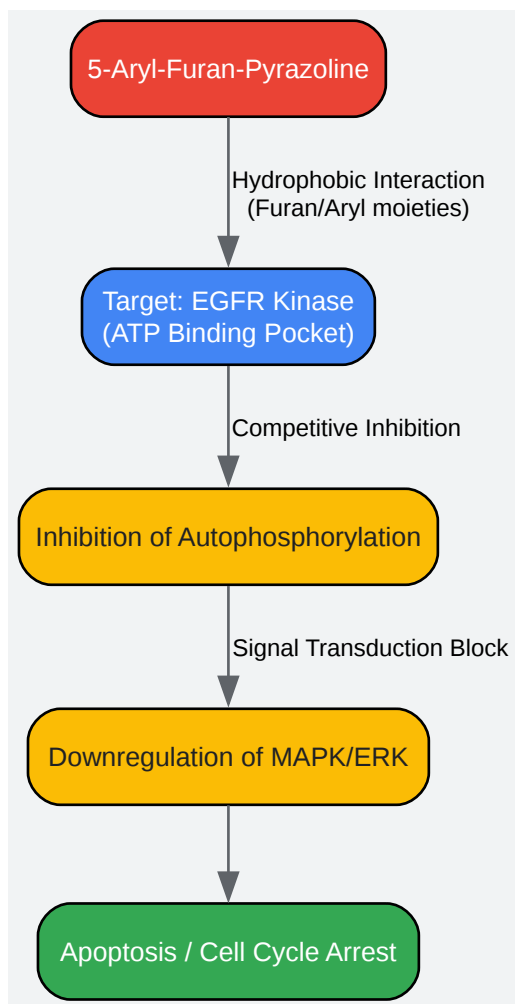 5-Aryl-Furan-Pyrazoline
Hydrophobic Interaction
(Furan/Aryl moieties)
Target: EGFR Kinase
(ATP Binding Pocket)
Competitive Inhibition
Inhibition of Autophosphorylation
Signal Transduction Block
Downregulation of MAPK/ERK
Apoptosis / Cell Cycle Arrest